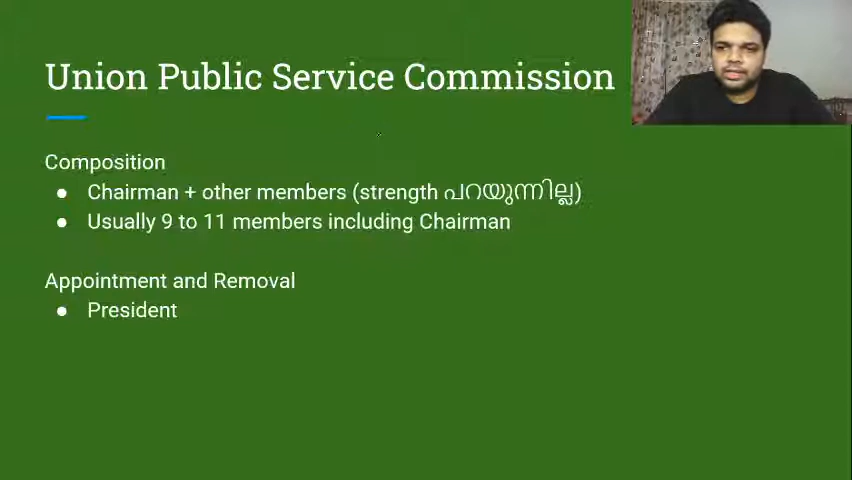 Union Public Service Commission
Composition
● Chairman + other members (strength പറയുന്നില്ല)
● Usually 9 to 11 members including Chairman
Appointment and Removal
● President